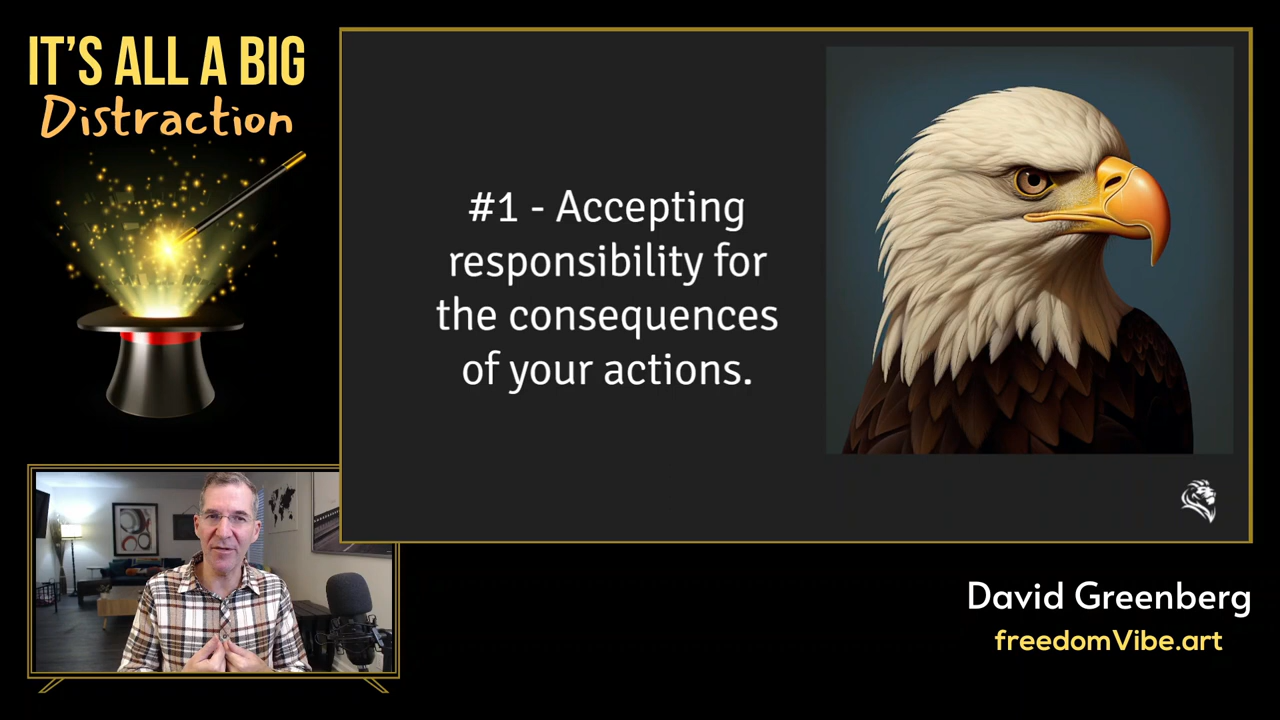 IT'S ALL A BIG
Distraction
#1 - Accepting
responsibility for
the consequences
of your actions.
David Greenberg
freedomVibe.art